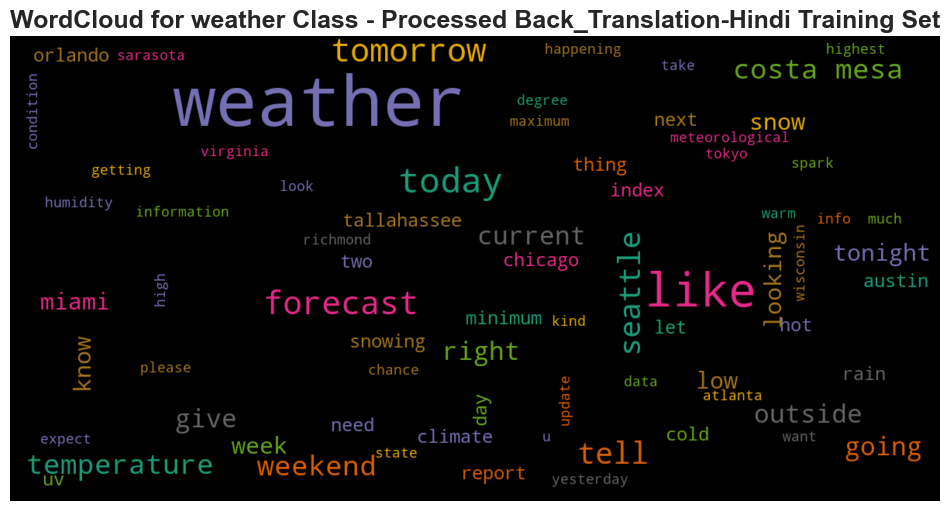 WordCloud for weather Class - Processed Back_Translation-Hindi Training Set
orlando
sarasota
tomorrow
happening
highest
condition
weather
take
costa mesa
degree
maximum
next
snow
meteorological
virginia
tokyo
getting
thing
spark
look
today
index
humidity
information
tallahassee
warm
info
much
richmond
current
seattle
looking
wisconsin
tonight
two
chicago
austin
miami
high
forecast
like
minimum
kind
let
hot
know
snowing
right
please
chance
data
low
rain
atlanta
update
day
give
need
outside
expect
week
climate
u
cold
want
going
state
tell
temperature
weekend
report
yesterday
uv